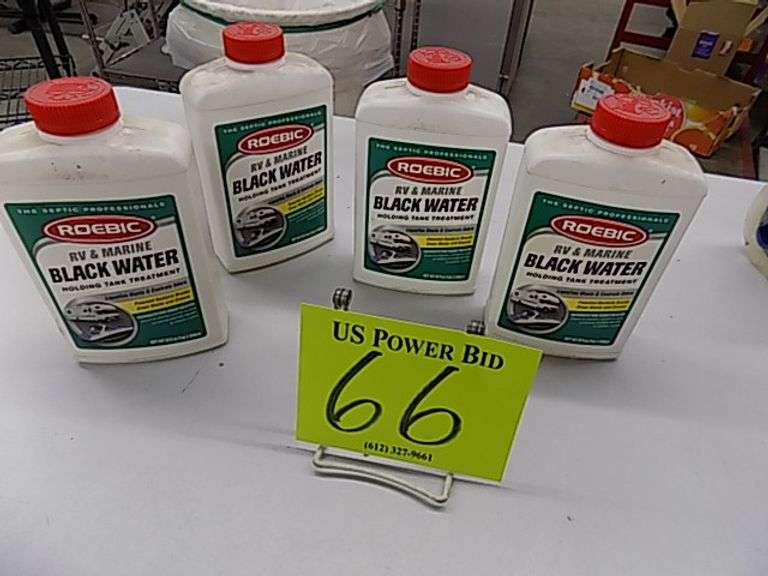 THE SEPTIC PROFESSIONALS
ROEBIC
RV & MARINE
BLACK WATER
HOLDING TANK TREATMENT
THE SEPTIC PROFESSIONALS
ROEBIC
RV & MARINE
BLACK WATER
HOLDING TANK TREATMENT
THE SEPTIC PROFESSIONALS
ROEBIC
RV & MARINE
BLACK WATER
HOLDING TANK TREATMENT
THE SEPTIC PROFESSIONALS
ROEBIC
RV & MARINE
BLACK WATER
HOLDING TANK TREATMENT
US POWER BID
66
(612) 327-9661